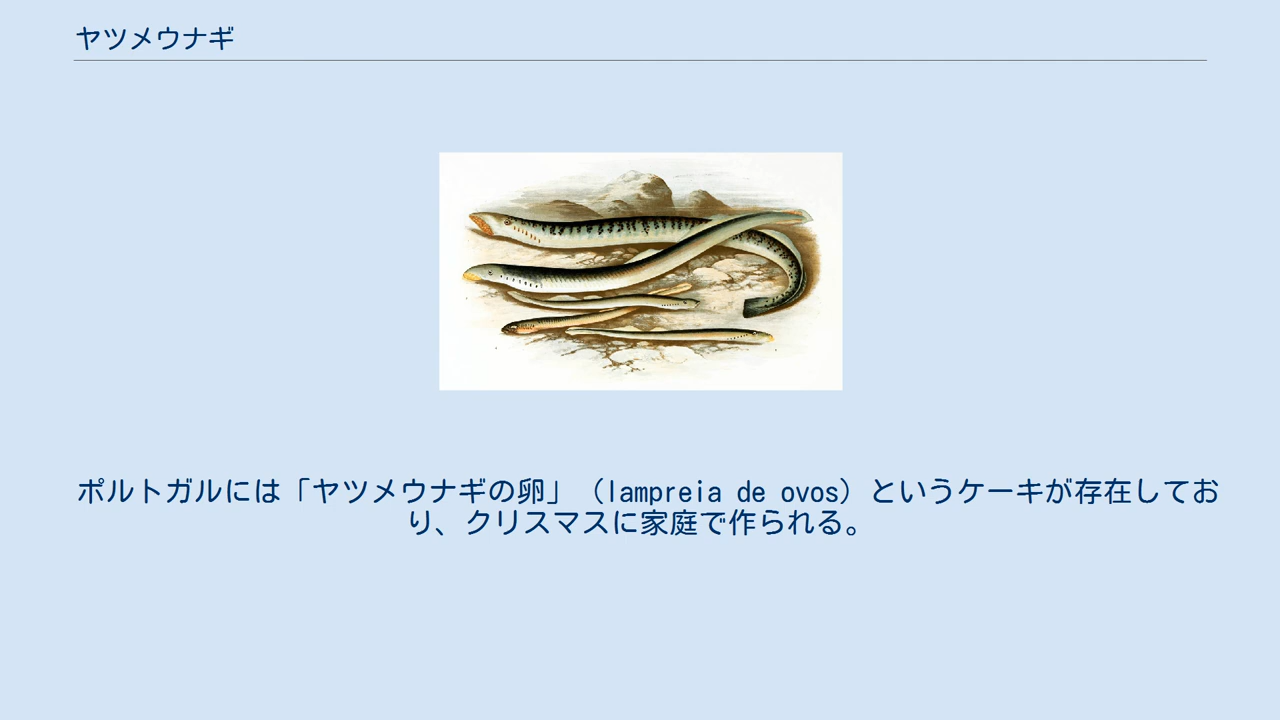 ヤツメウナギ
ポルトガルには「ヤツメウナギの卵」（lampreia de ovos）というケーキが存在してお
り、クリスマスに家庭で作られる。